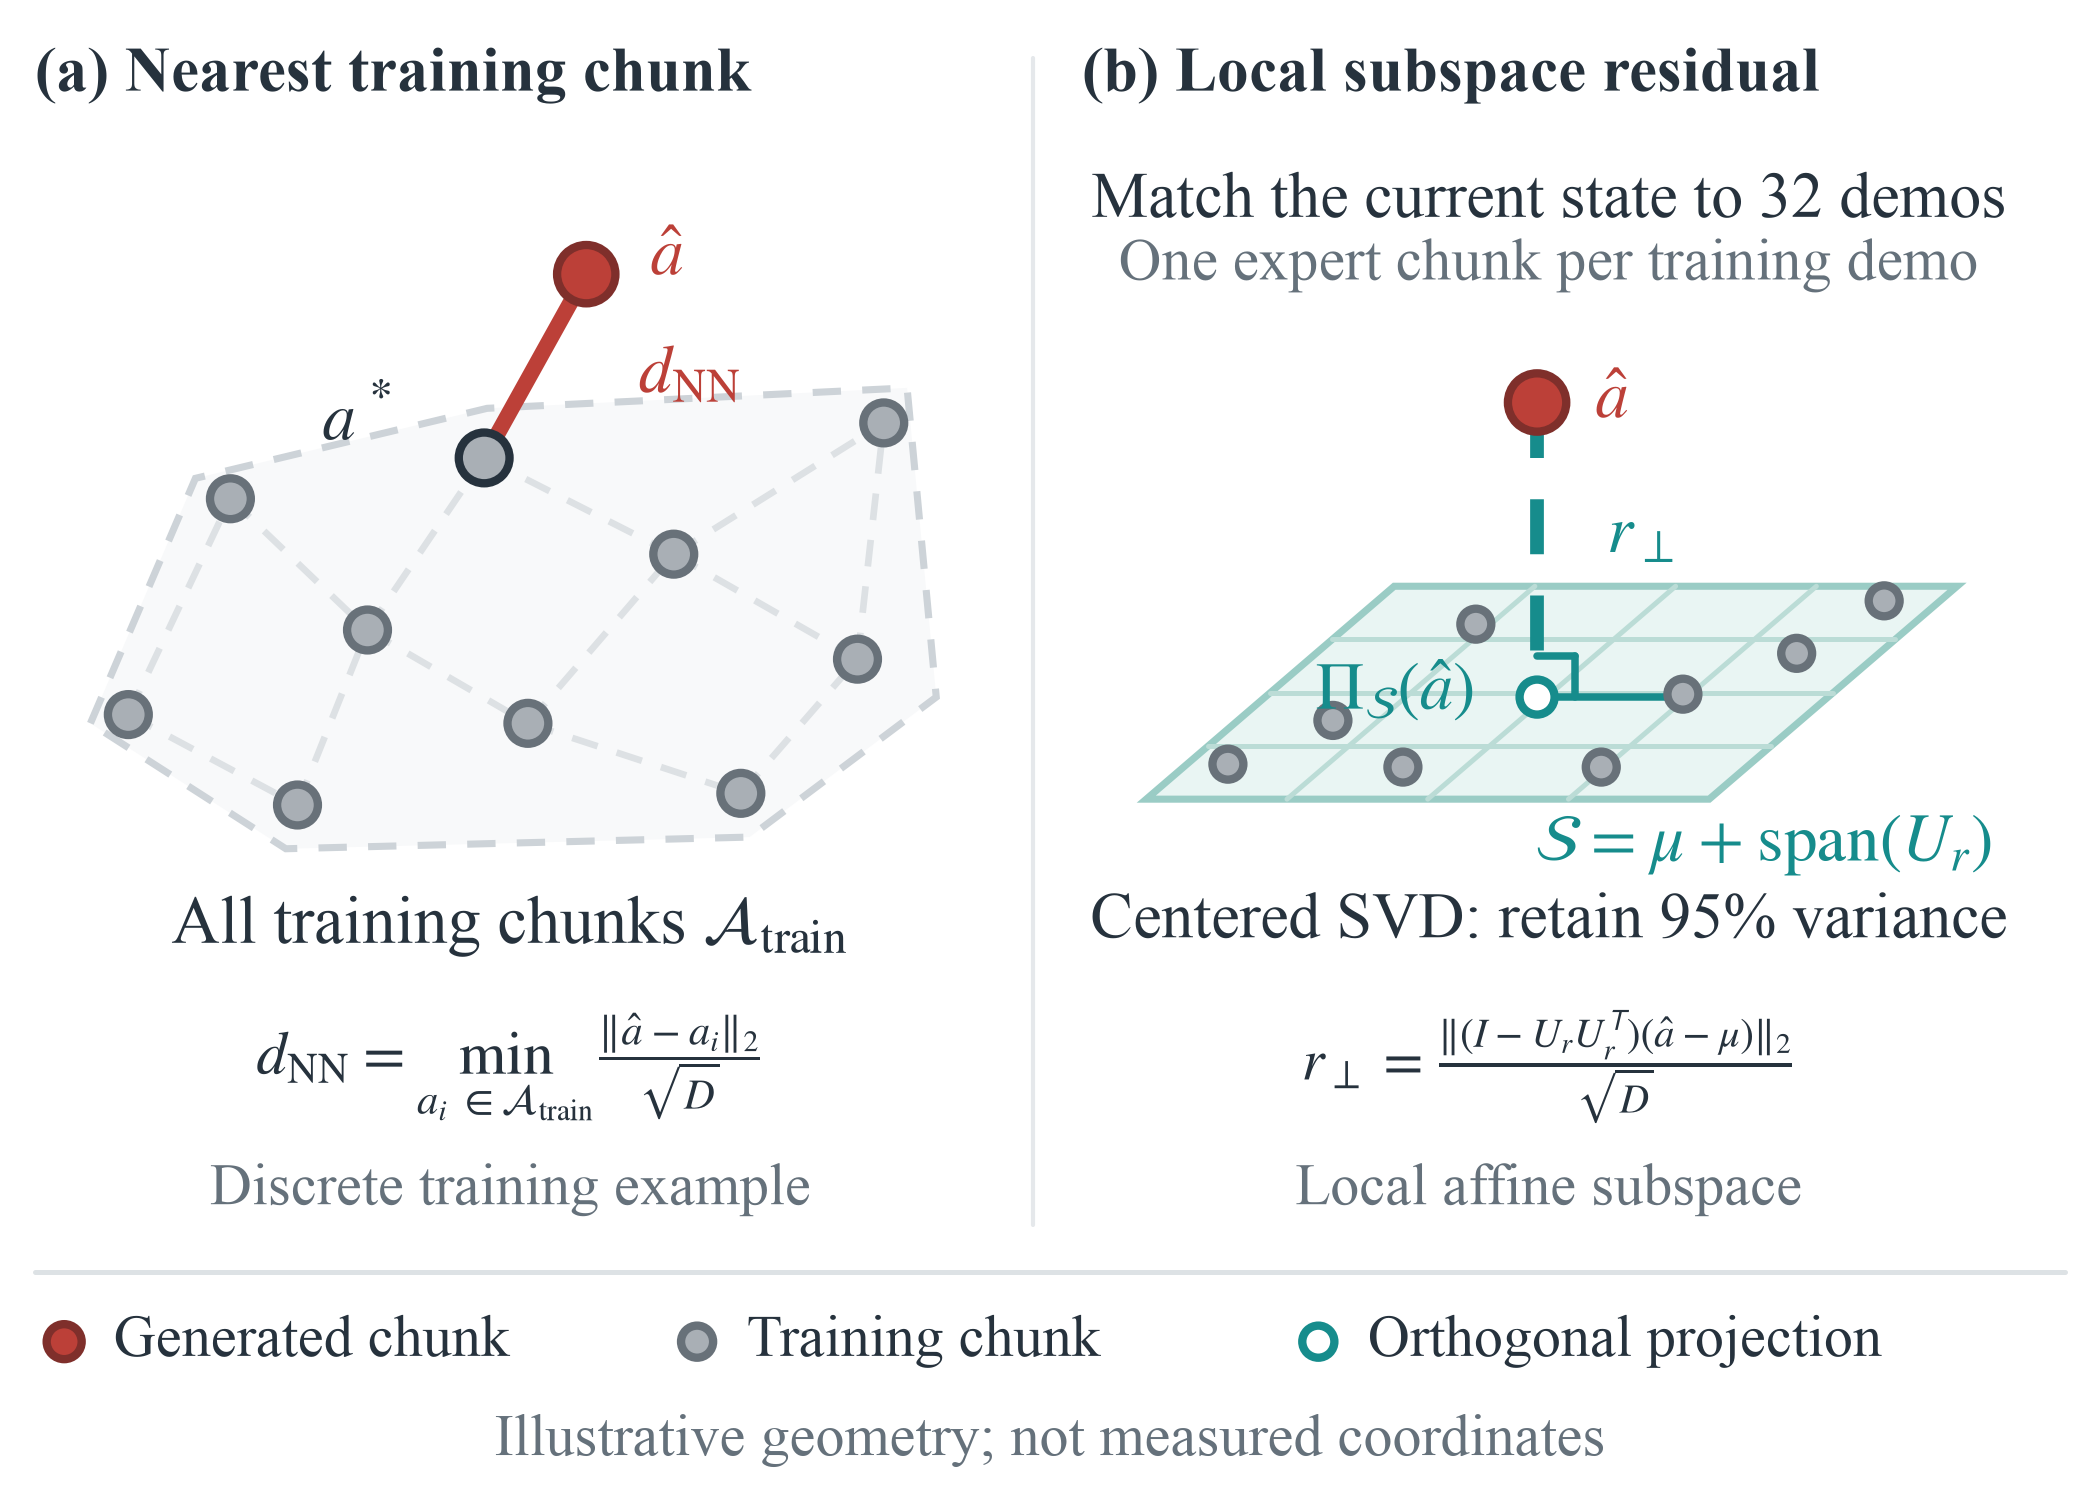 (a) Nearest training chunk
â
d_NN
a*
All training chunks 𝒜_train
d_NN = min_{a_i ∈ 𝒜_train} ‖â − a_i‖₂ / √D
Discrete training example
(b) Local subspace residual
Match the current state to 32 demos
One expert chunk per training demo
â
r_⊥
Π_𝒮(â)
𝒮 = μ + span(U_r)
Centered SVD: retain 95% variance
r_⊥ = ‖(I − U_r U_r^T)(â − μ)‖₂ / √D
Local affine subspace
Generated chunk
Training chunk
Orthogonal projection
Illustrative geometry; not measured coordinates